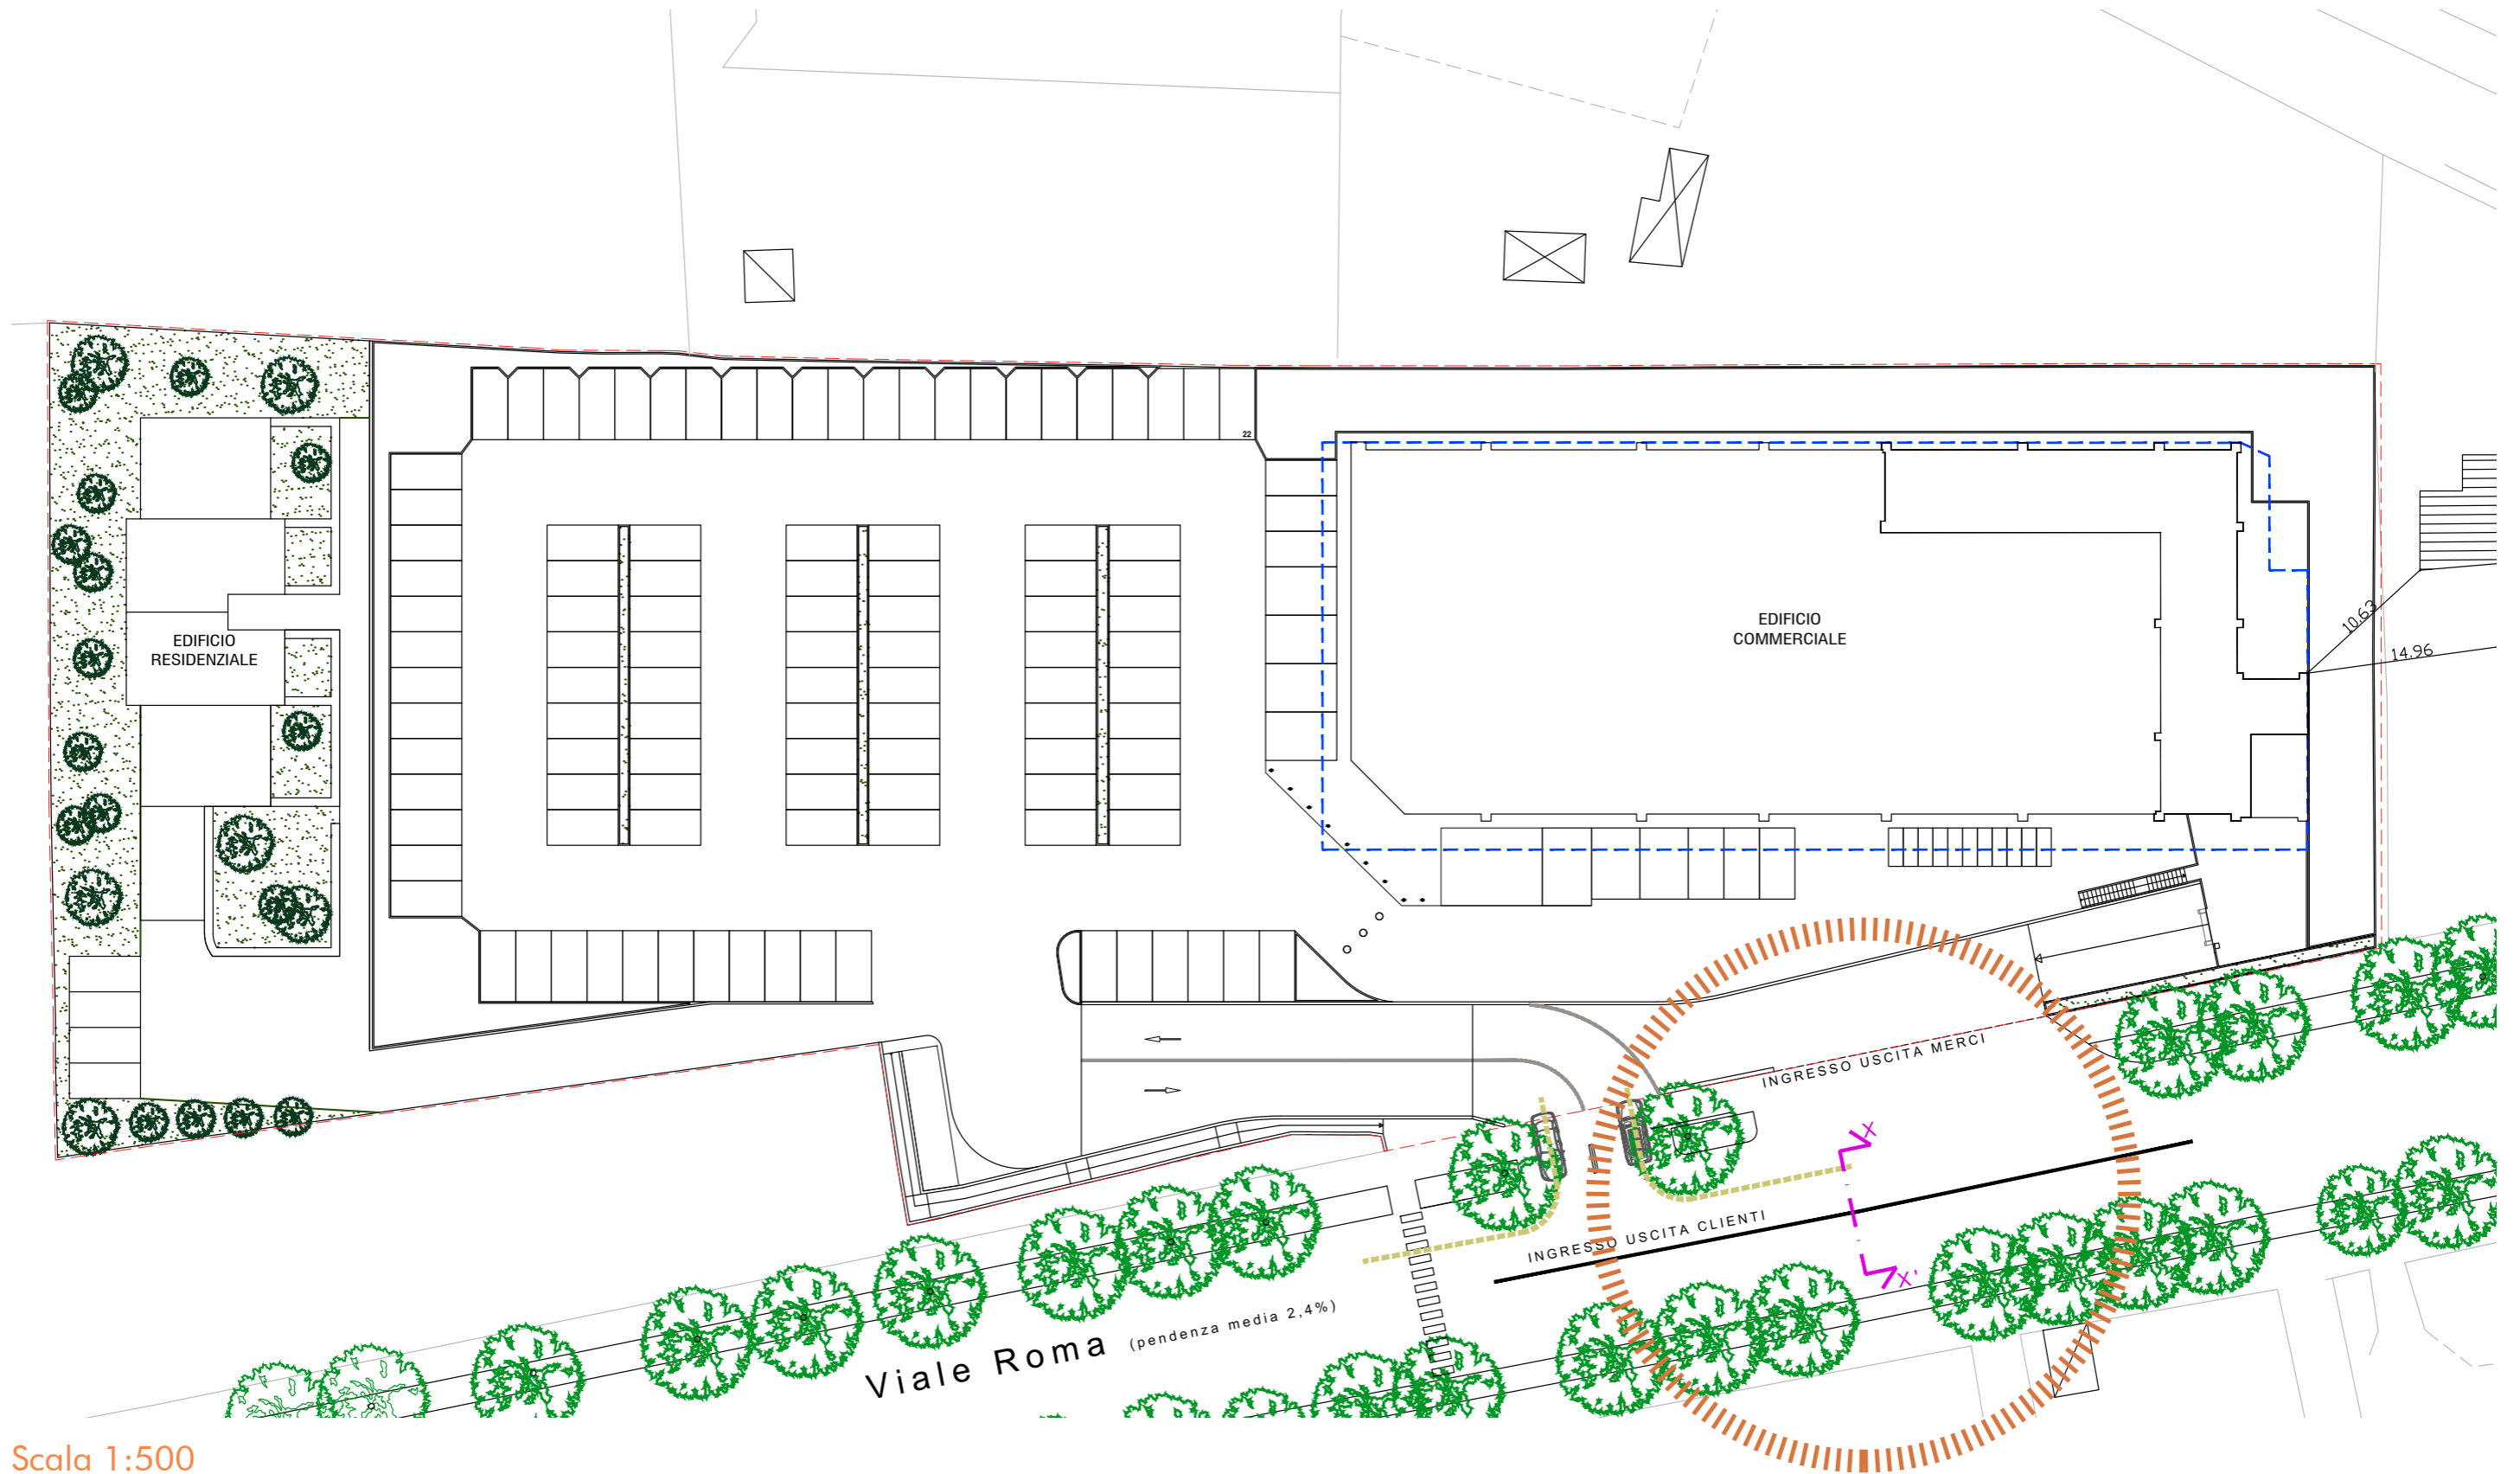 22
EDIFICIO
RESIDENZIALE
EDIFICIO
COMMERCIALE
10,63
14,96
INGRESSO USCITA MERCI
X
INGRESSO USCITA CLIENTI
X'
Viale Roma (pendenza media 2,4%)
Scala 1:500